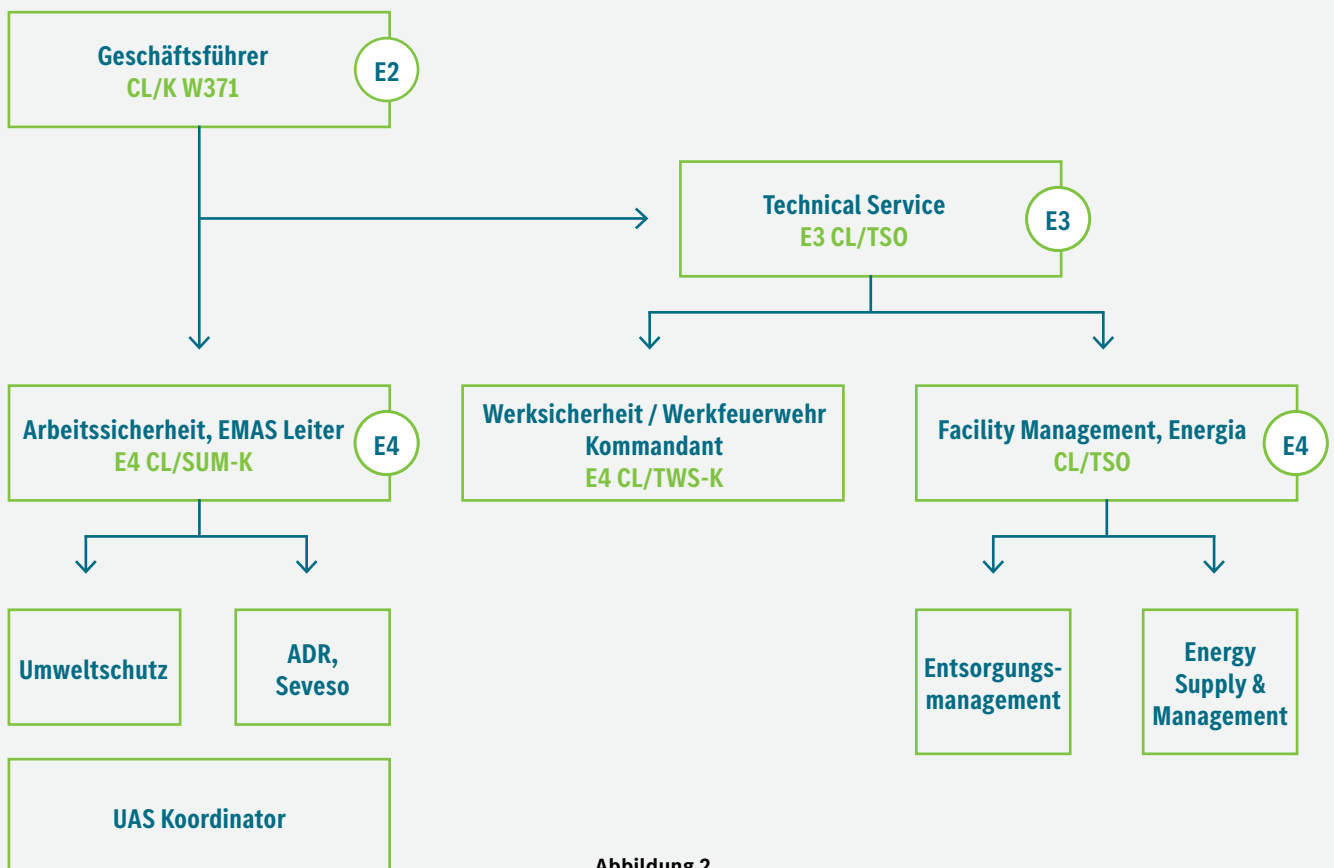 Geschäftsführer
CL/K W371
E2
Technical Service
E3 CL/TSO
E3
Arbeitssicherheit, EMAS Leiter
E4 CL/SUM-K
E4
Werksicherheit / Werkfeuerwehr
Kommandant
E4 CL/TWS-K
Facility Management, Energia
CL/TSO
E4
Umweltschutz
ADR,
Seveso
Entsorgungs-
management
Energy
Supply &
Management
UAS Koordinator
Abbildung 2